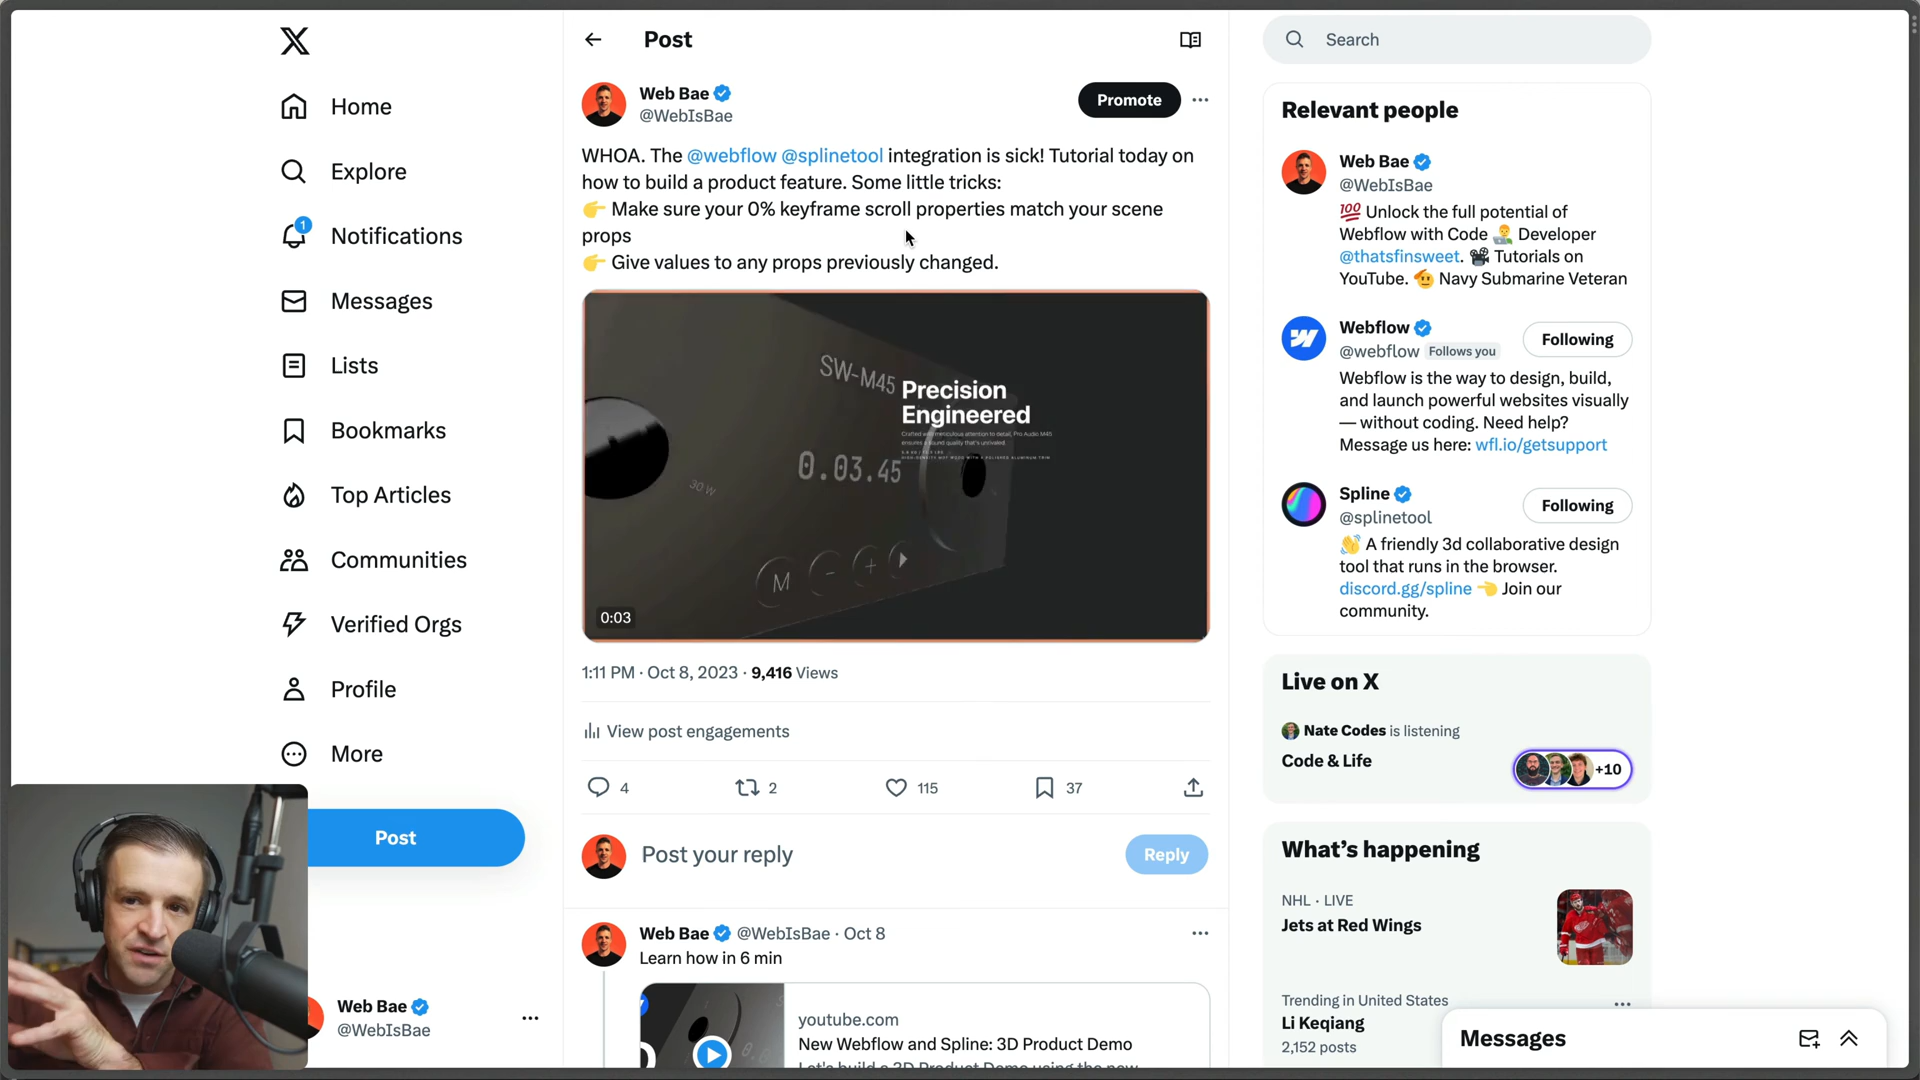 Home
Explore
1
Notifications
Messages
Lists
Bookmarks
Top Articles
Communities
Verified Orgs
Profile
More
Post
Web Bae
@WebIsBae
Post
Web Bae
@WebIsBae
Promote
WHOA. The @webflow @splinetool integration is sick! Tutorial today on
how to build a product feature. Some little tricks:
👉 Make sure your 0% keyframe scroll properties match your scene
props
👉 Give values to any props previously changed.
SW-M45
Precision
Engineered
0.03.45
30 W
M - +
0:03
1:11 PM · Oct 8, 2023 · 9,416 Views
View post engagements
4
2
115
37
Post your reply
Reply
Web Bae @WebIsBae · Oct 8
Learn how in 6 min
youtube.com
New Webflow and Spline: 3D Product Demo
Let's build a 3D Product Demo using the new
Search
Relevant people
Web Bae
@WebIsBae
💯 Unlock the full potential of
Webflow with Code 👨‍💻 Developer
@thatsfinsweet. 🎥 Tutorials on
YouTube. 🫡 Navy Submarine Veteran
Webflow
@webflow Follows you
Following
Webflow is the way to design, build,
and launch powerful websites visually
— without coding. Need help?
Message us here: wfl.io/getsupport
Spline
@splinetool
Following
👋 A friendly 3d collaborative design
tool that runs in the browser.
discord.gg/spline 👈 Join our
community.
Live on X
Nate Codes is listening
Code & Life
+10
What's happening
NHL · LIVE
Jets at Red Wings
Trending in United States
Li Keqiang
2,152 posts
Messages